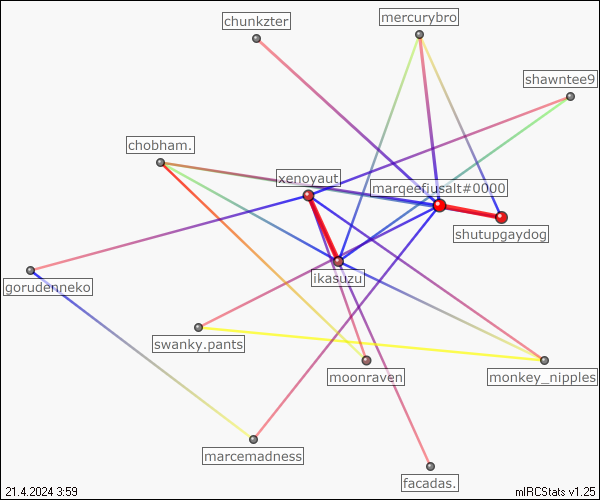 chunkzter
mercurybro
shawntee9
chobham.
xenoyaut
marqeefiusalt#0000
shutupgaydog
ikasuzu
gorudenneko
swanky.pants
moonraven
monkey_nipples
marcemadness
facadas.
21.4.2024 3:59
mIRCStats v1.25